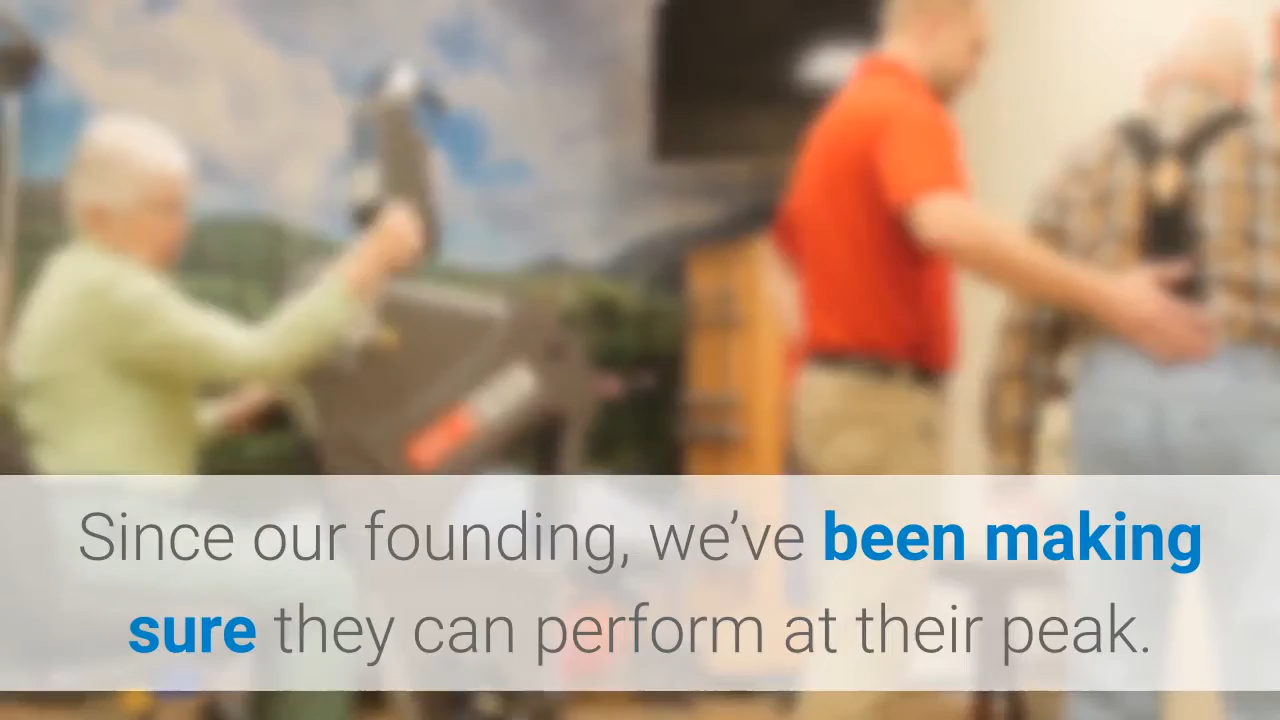 Since our founding, we’ve been making
sure they can perform at their peak.